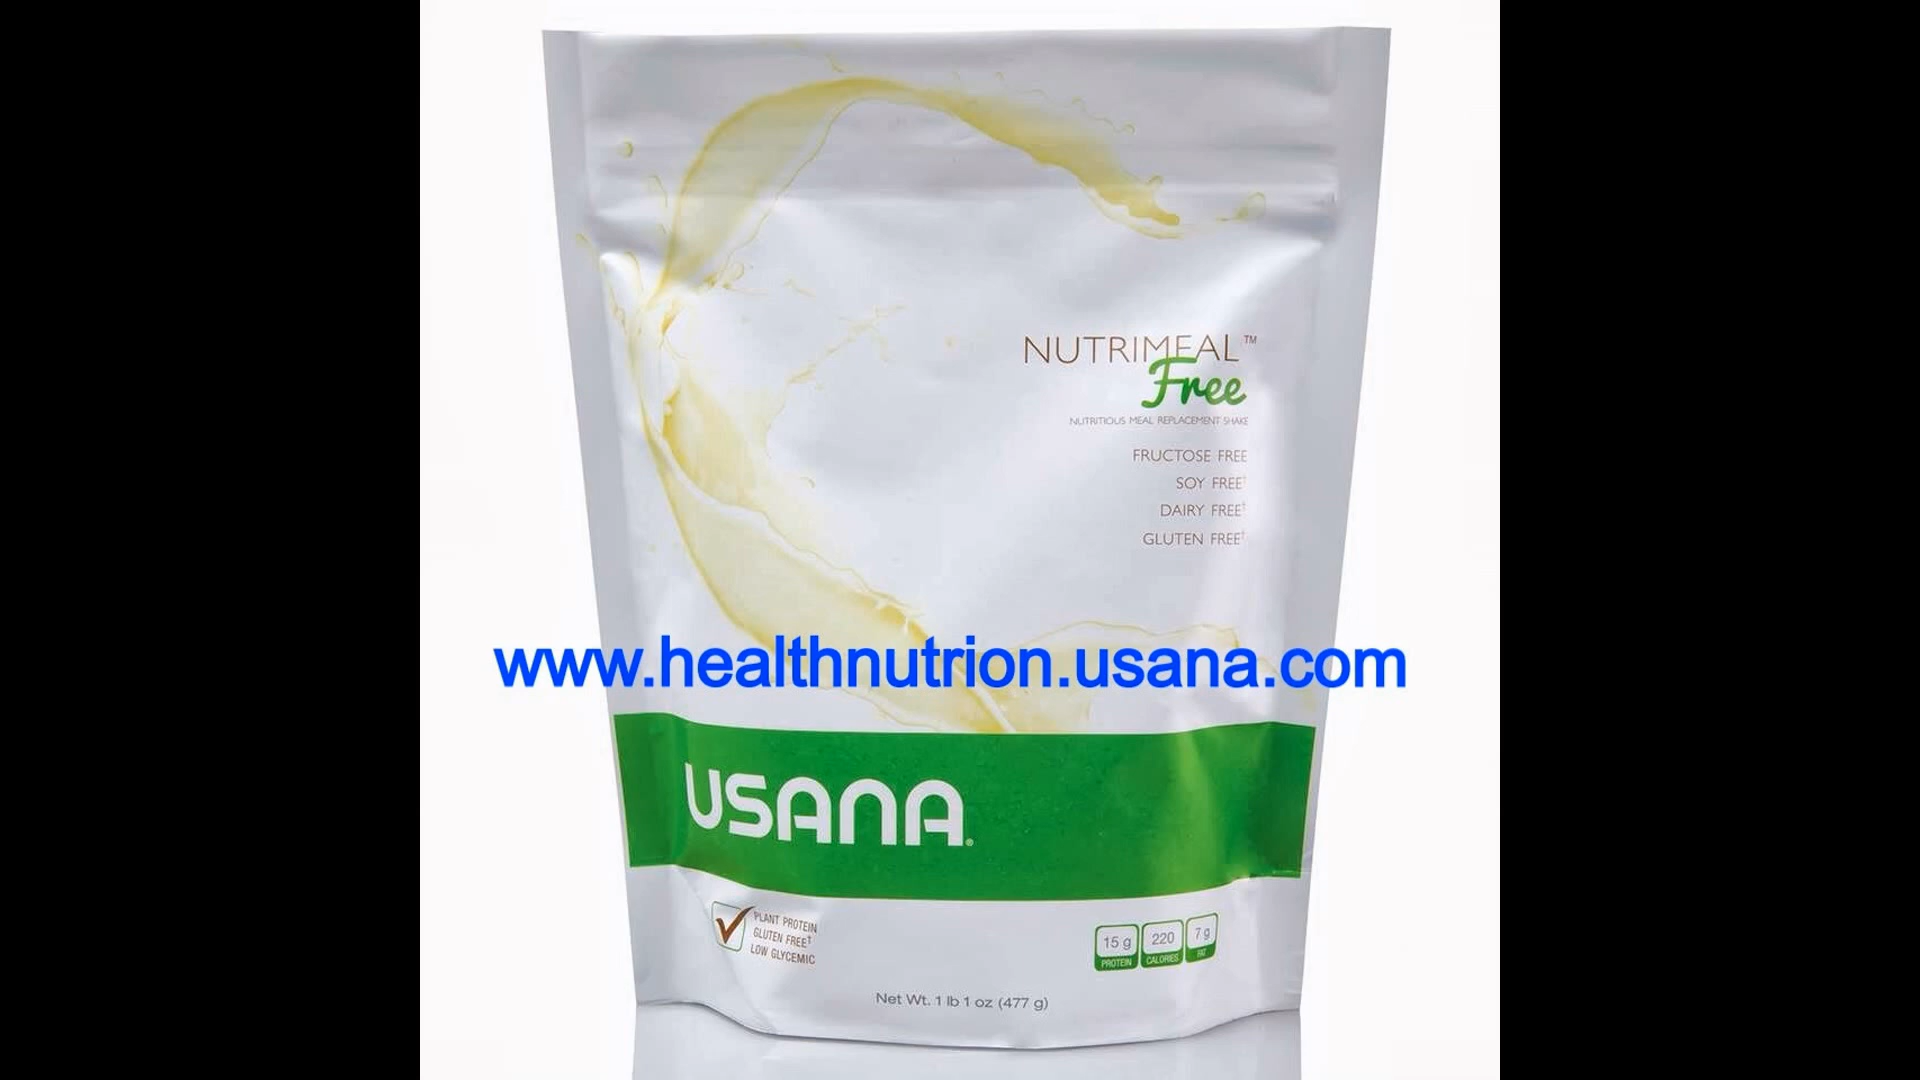 NUTRIMEAL™
Free
NUTRITIOUS MEAL REPLACEMENT SHAKE
FRUCTOSE FREE
SOY FREE†
DAIRY FREE†
GLUTEN FREE†
www.healthnutrion.usana.com
USANA®
PLANT PROTEIN
GLUTEN FREE†
LOW GLYCEMIC
15 g
PROTEIN
220
CALORIES
7 g
FAT
Net Wt. 1 lb 1 oz (477 g)